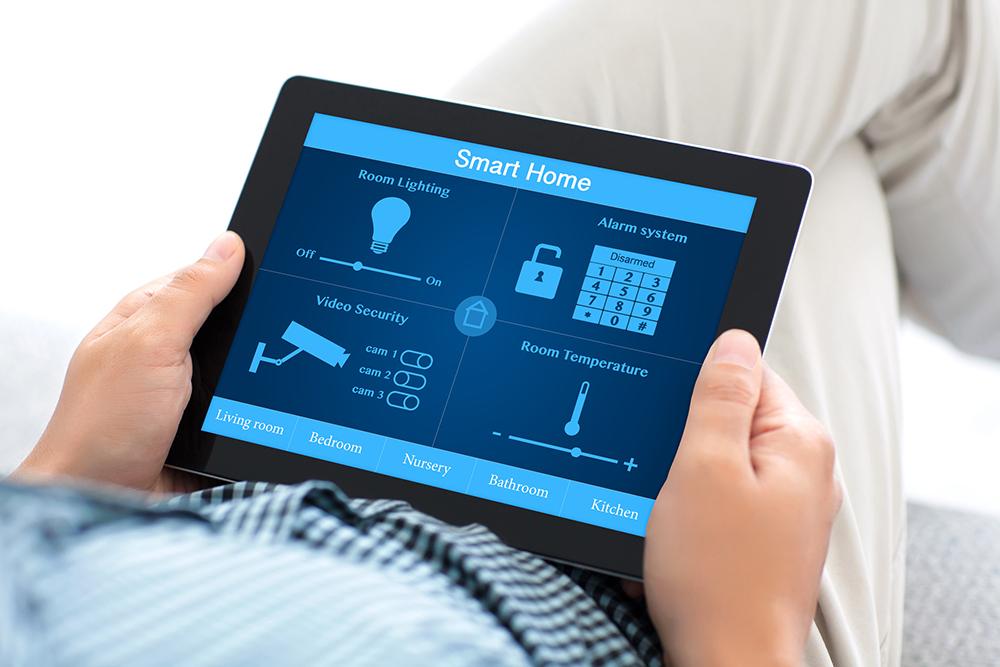 Smart Home
Room Lighting
Off
On
Alarm system
Disarmed
1 2 3
4 5 6
7 8 9
* 0 #
Video Security
cam 1
cam 2
cam 3
Room Temperature
- +
Living room
Bedroom
Nursery
Bathroom
Kitchen